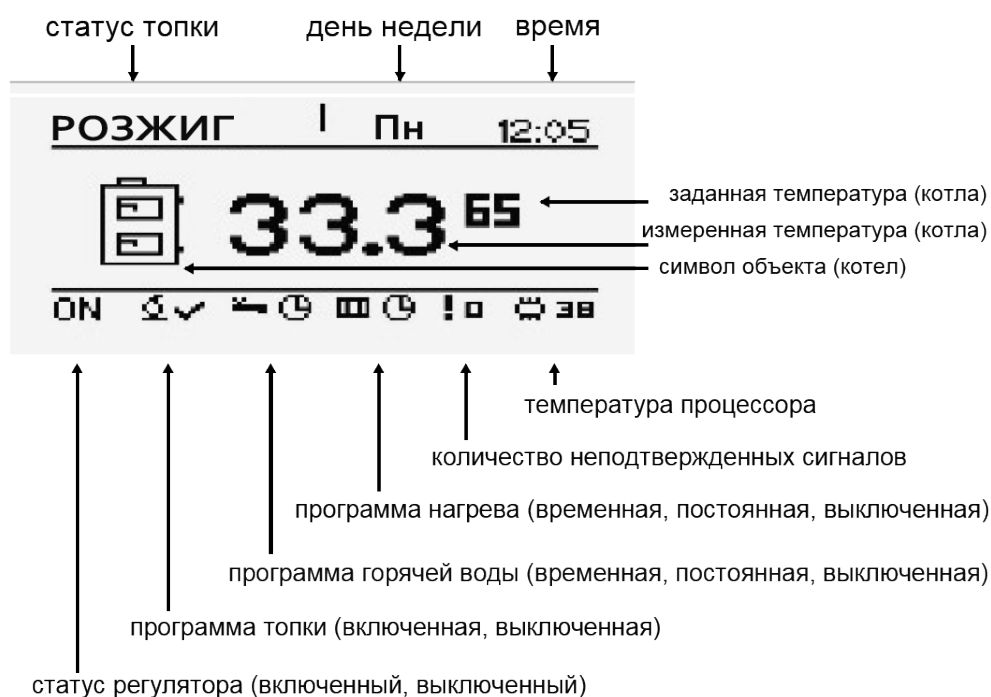 статус топки день недели время
РОЗЖИГ Пн 12:05
33.3 65
заданная температура (котла)
измеренная температура (котла)
символ объекта (котел)
ON ! 0 38
температура процессора
количество неподтвержденных сигналов
программа нагрева (временная, постоянная, выключенная)
программа горячей воды (временная, постоянная, выключенная)
программа топки (включенная, выключенная)
статус регулятора (включенный, выключенный)